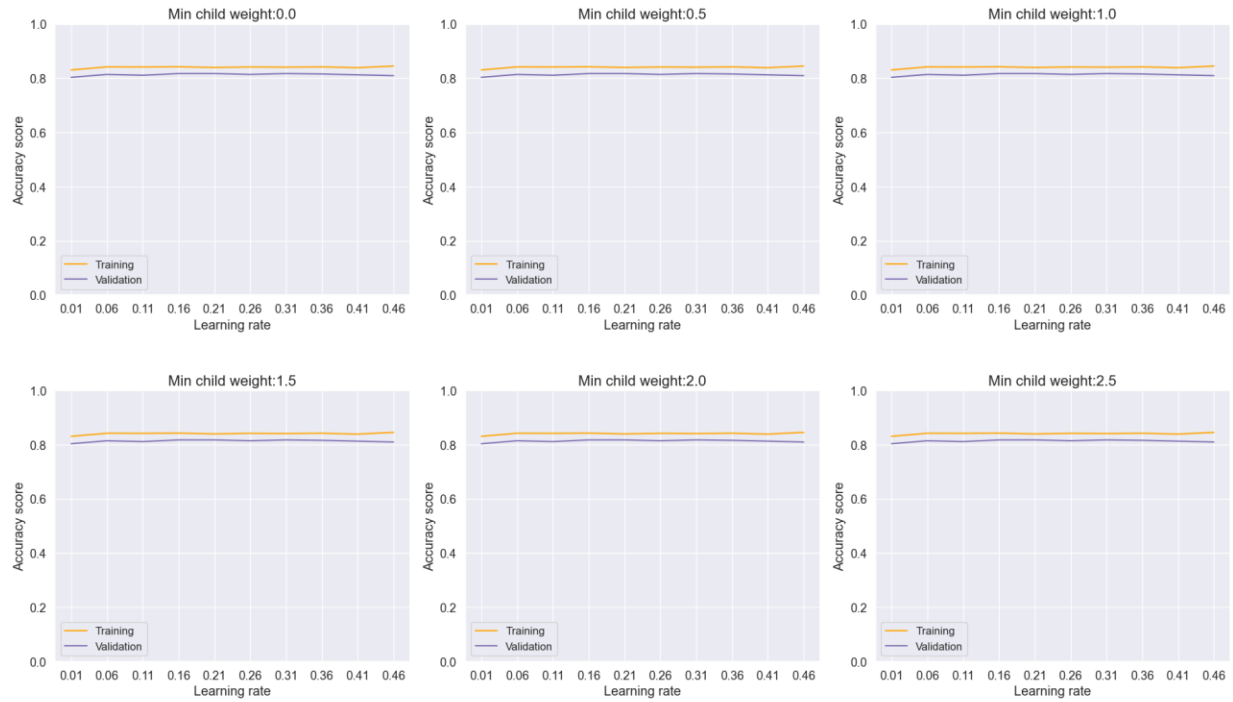 Min child weight:0.0
1.0
0.8
0.6
0.4
0.2
0.0
Accuracy score
Training
Validation
0.01 0.06 0.11 0.16 0.21 0.26 0.31 0.36 0.41 0.46
Learning rate
Min child weight:0.5
1.0
0.8
0.6
0.4
0.2
0.0
Accuracy score
Training
Validation
0.01 0.06 0.11 0.16 0.21 0.26 0.31 0.36 0.41 0.46
Learning rate
Min child weight:1.0
1.0
0.8
0.6
0.4
0.2
0.0
Accuracy score
Training
Validation
0.01 0.06 0.11 0.16 0.21 0.26 0.31 0.36 0.41 0.46
Learning rate
Min child weight:1.5
1.0
0.8
0.6
0.4
0.2
0.0
Accuracy score
Training
Validation
0.01 0.06 0.11 0.16 0.21 0.26 0.31 0.36 0.41 0.46
Learning rate
Min child weight:2.0
1.0
0.8
0.6
0.4
0.2
0.0
Accuracy score
Training
Validation
0.01 0.06 0.11 0.16 0.21 0.26 0.31 0.36 0.41 0.46
Learning rate
Min child weight:2.5
1.0
0.8
0.6
0.4
0.2
0.0
Accuracy score
Training
Validation
0.01 0.06 0.11 0.16 0.21 0.26 0.31 0.36 0.41 0.46
Learning rate